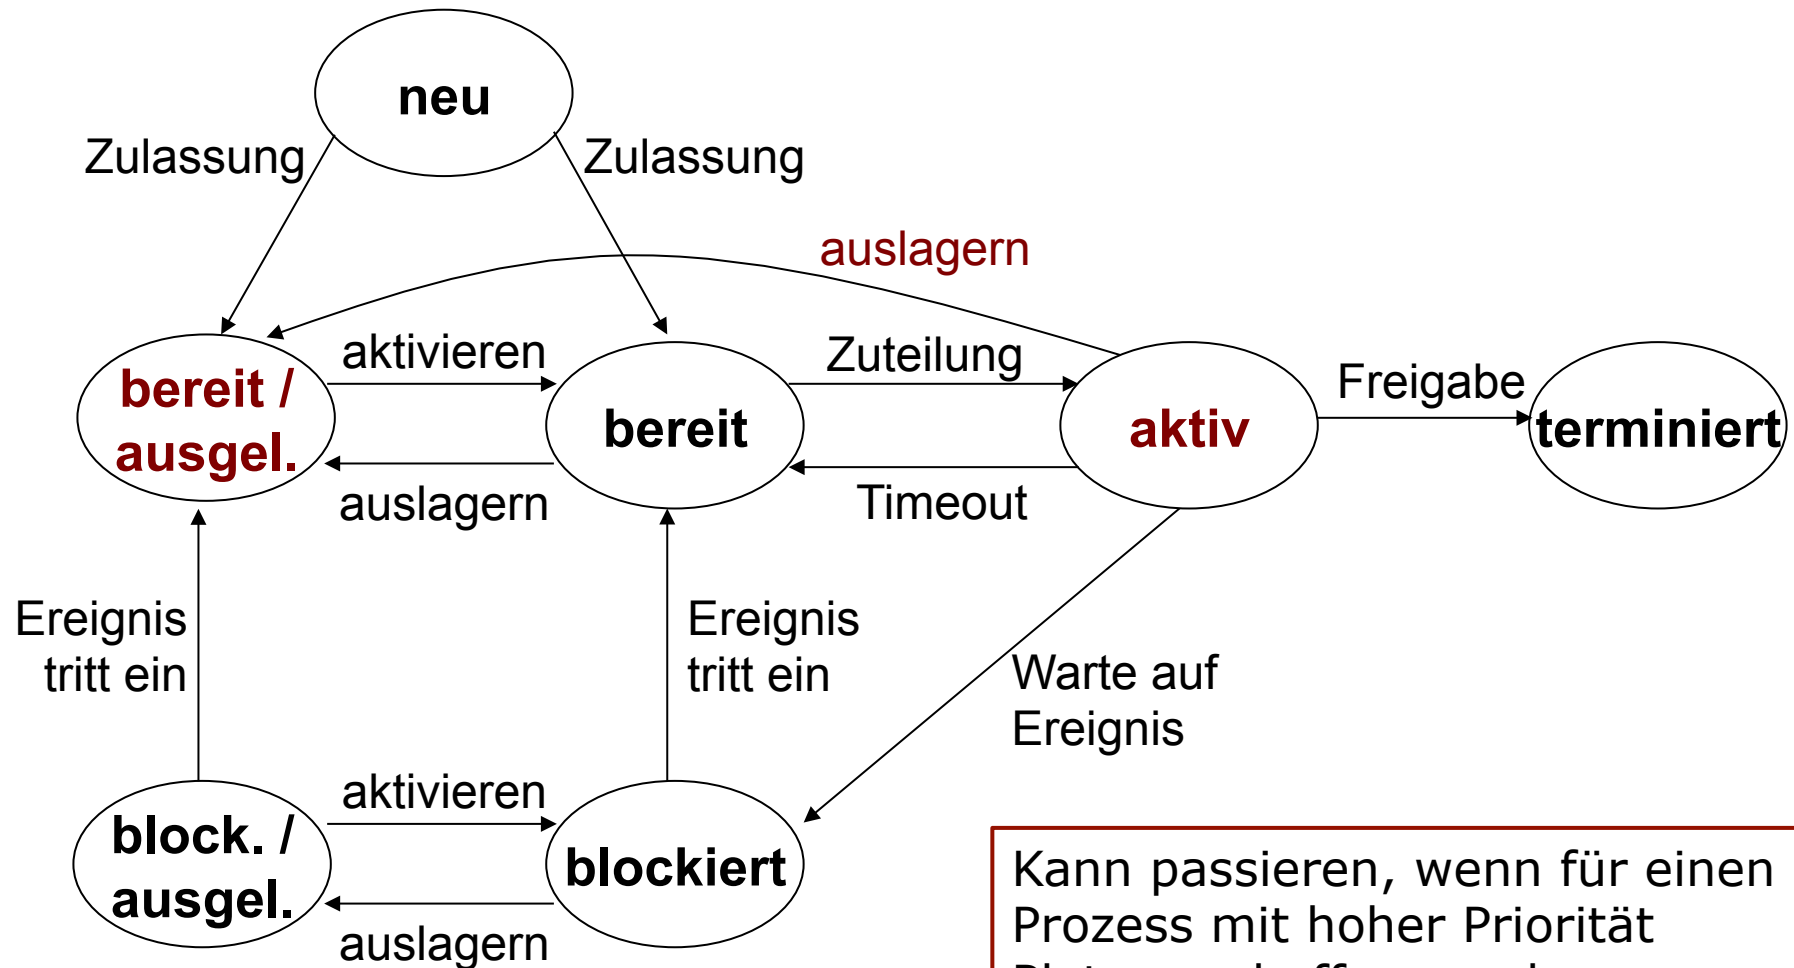 neu
Zulassung
Zulassung
auslagern
aktivieren
Zuteilung
Freigabe
bereit /
ausgel.
bereit
aktiv
terminiert
auslagern
Timeout
Ereignis
tritt ein
Ereignis
tritt ein
Warte auf
Ereignis
aktivieren
block. /
ausgel.
blockiert
auslagern
Kann passieren, wenn für einen
Prozess mit hoher Priorität